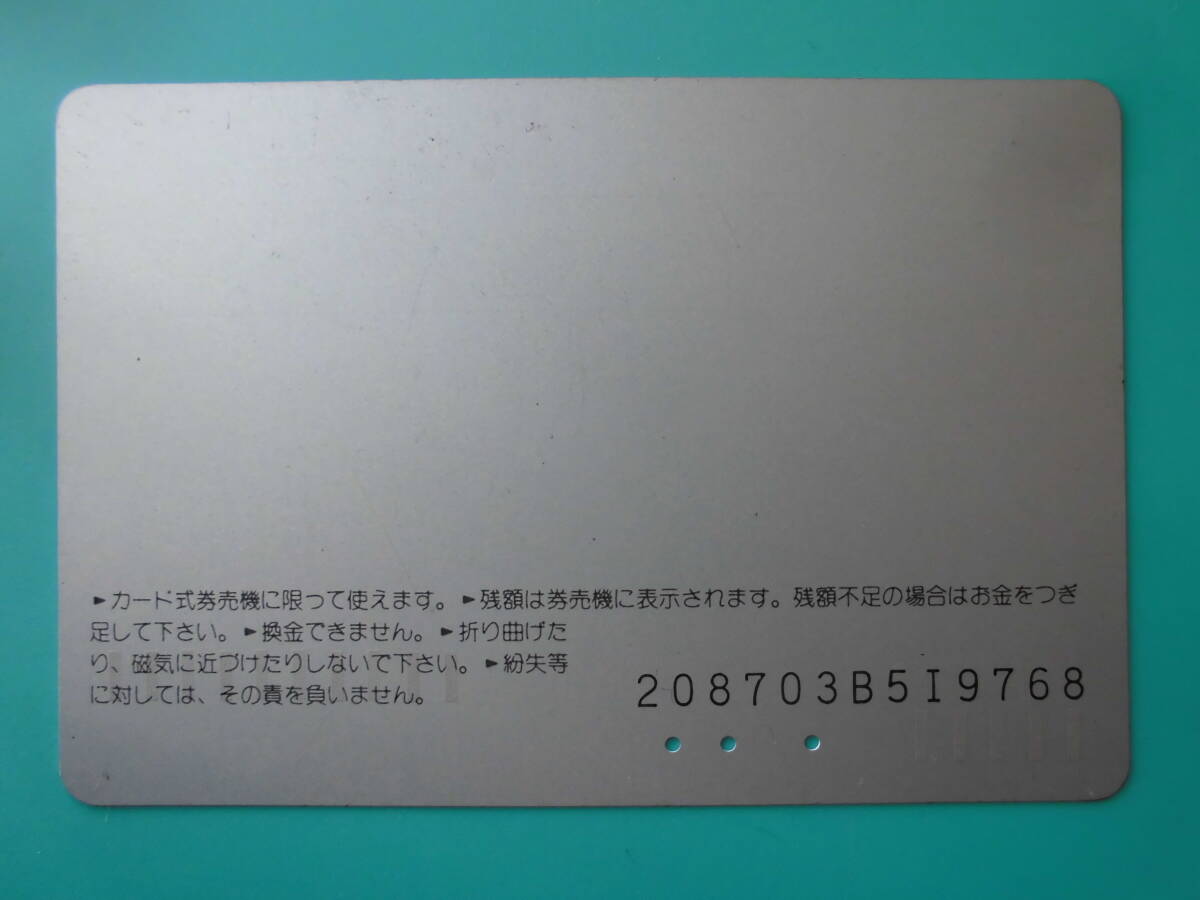 ►カード式券売機に限って使えます。►残額は券売機に表示されます。残額不足の場合はお金をつぎ
足して下さい。►換金できません。►折り曲げた
り、磁気に近づけたりしないで下さい。►紛失等
に対しては、その責を負いません。
208703B5I9768